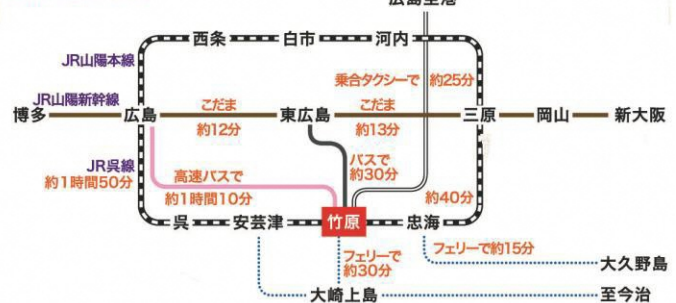 広島空港
西条
白市
河内
JR山陽本線
乗合タクシーで 約25分
JR山陽新幹線
こだま
こだま
博多
広島
東広島
三原
岡山
新大阪
約12分
約13分
JR呉線
約1時間50分
高速バスで
約1時間10分
バスで
約30分
約40分
呉
安芸津
竹原
忠海
フェリーで
約30分
フェリーで約15分
大久野島
大崎上島
至今治